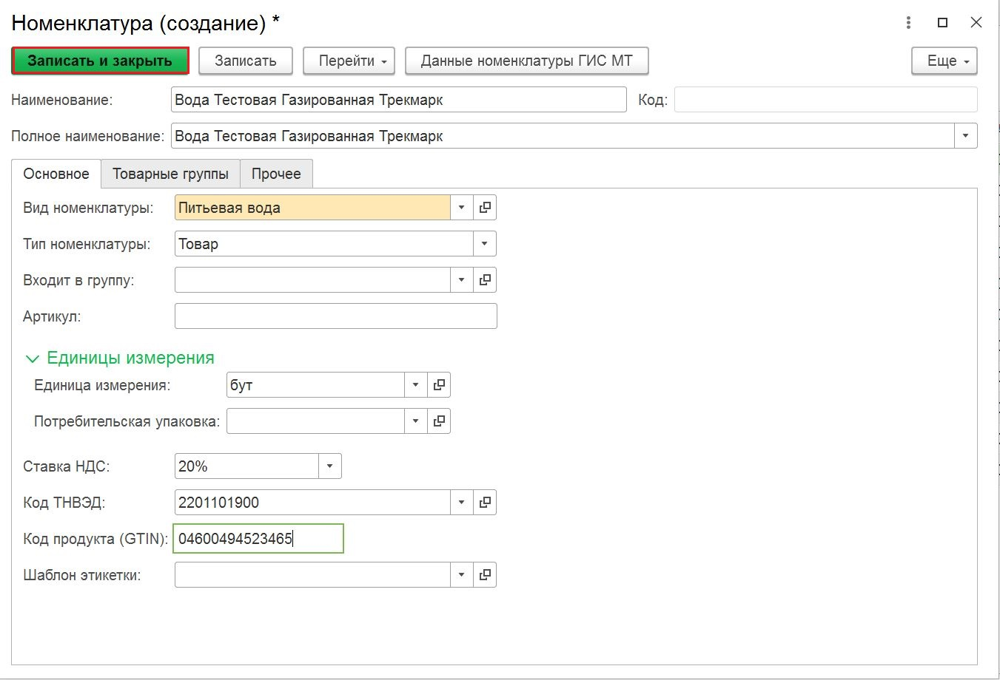 Номенклатура (создание) *
Записать и закрыть Записать Перейти Данные номенклатуры ГИС МТ Еще
Наименование: Вода Тестовая Газированная Трекмарк Код:
Полное наименование: Вода Тестовая Газированная Трекмарк
Основное Товарные группы Прочее
Вид номенклатуры: Питьевая вода
Тип номенклатуры: Товар
Входит в группу:
Артикул:
Единицы измерения
Единица измерения: бут
Потребительская упаковка:
Ставка НДС: 20%
Код ТНВЭД: 2201101900
Код продукта (GTIN): 04600494523465
Шаблон этикетки: